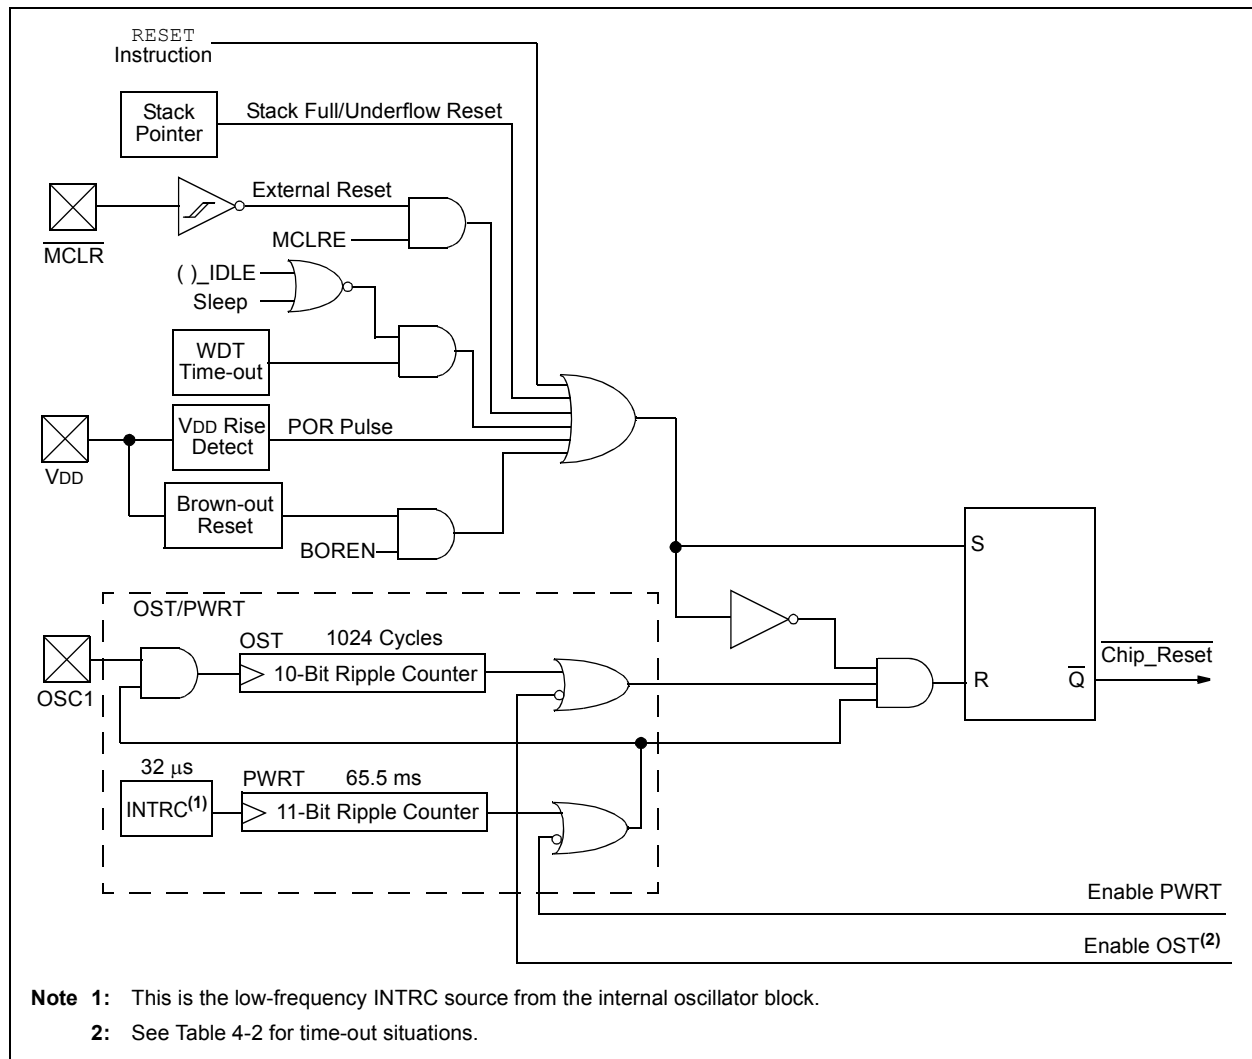 RESET
Instruction
Stack
Pointer
Stack Full/Underflow Reset
External Reset
MCLR
MCLRE
( )_IDLE
Sleep
WDT
Time-out
VDD
VDD Rise
Detect
POR Pulse
Brown-out
Reset
BOREN
S
OST/PWRT
OST 1024 Cycles
10-Bit Ripple Counter
OSC1
R
Q
Chip_Reset
32 μs
INTRC(1)
PWRT 65.5 ms
11-Bit Ripple Counter
Enable PWRT
Enable OST(2)
Note 1: This is the low-frequency INTRC source from the internal oscillator block.
2: See Table 4-2 for time-out situations.